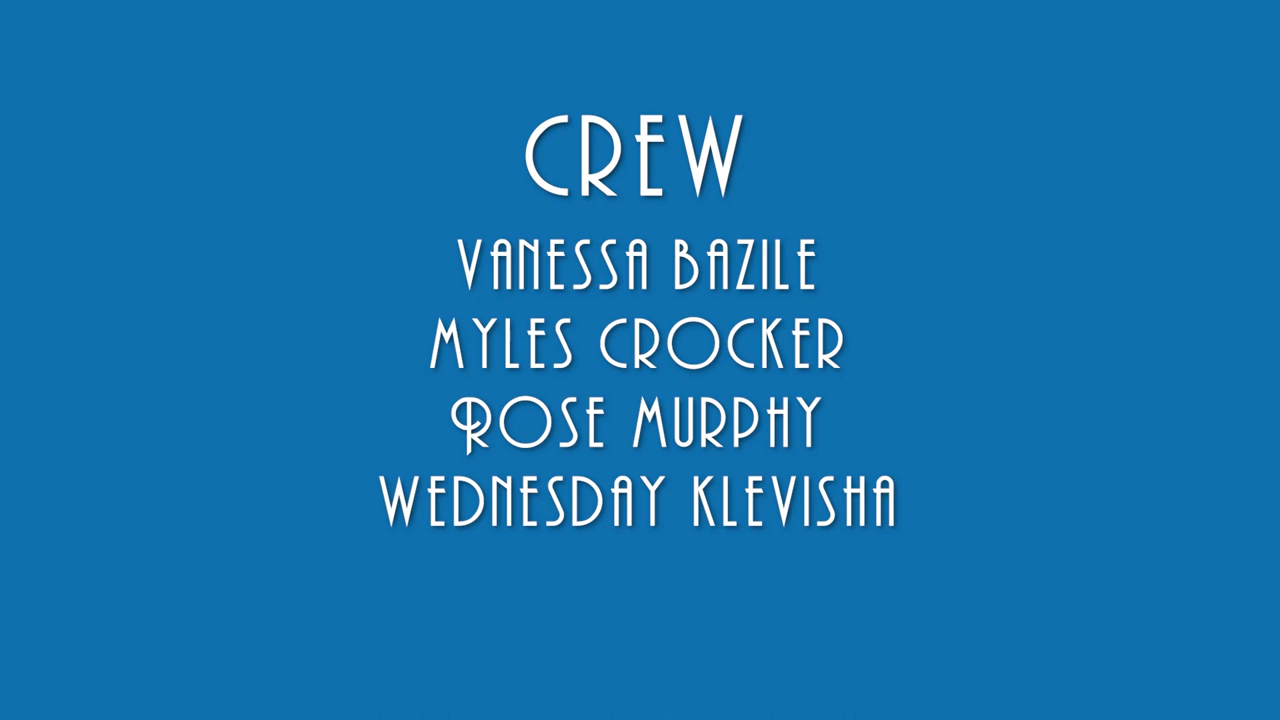 CREW
VANESSA BAZILE
MYLES CROCKER
ROSE MURPHY
WEDNESDAY KLEVISHA